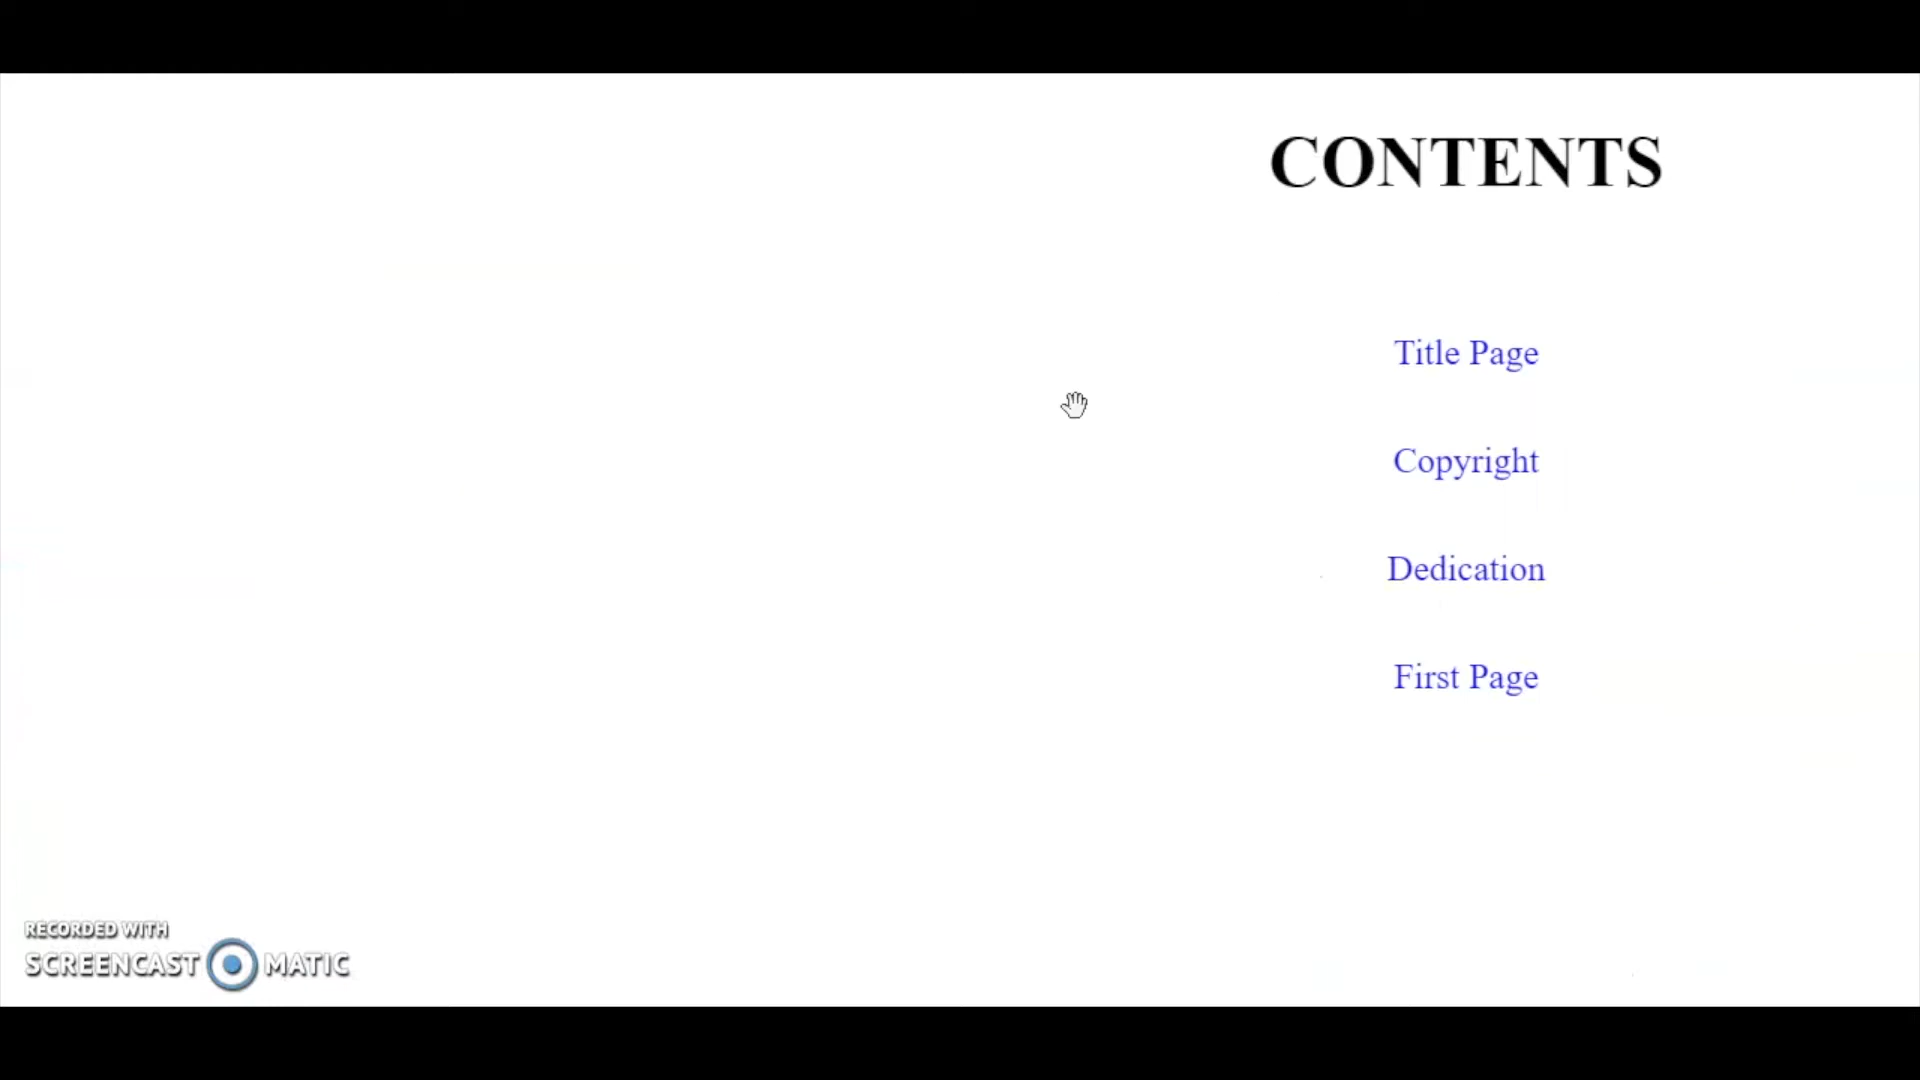 CONTENTS
Title Page
Copyright
Dedication
First Page
RECORDED WITH
SCREENCAST MATIC